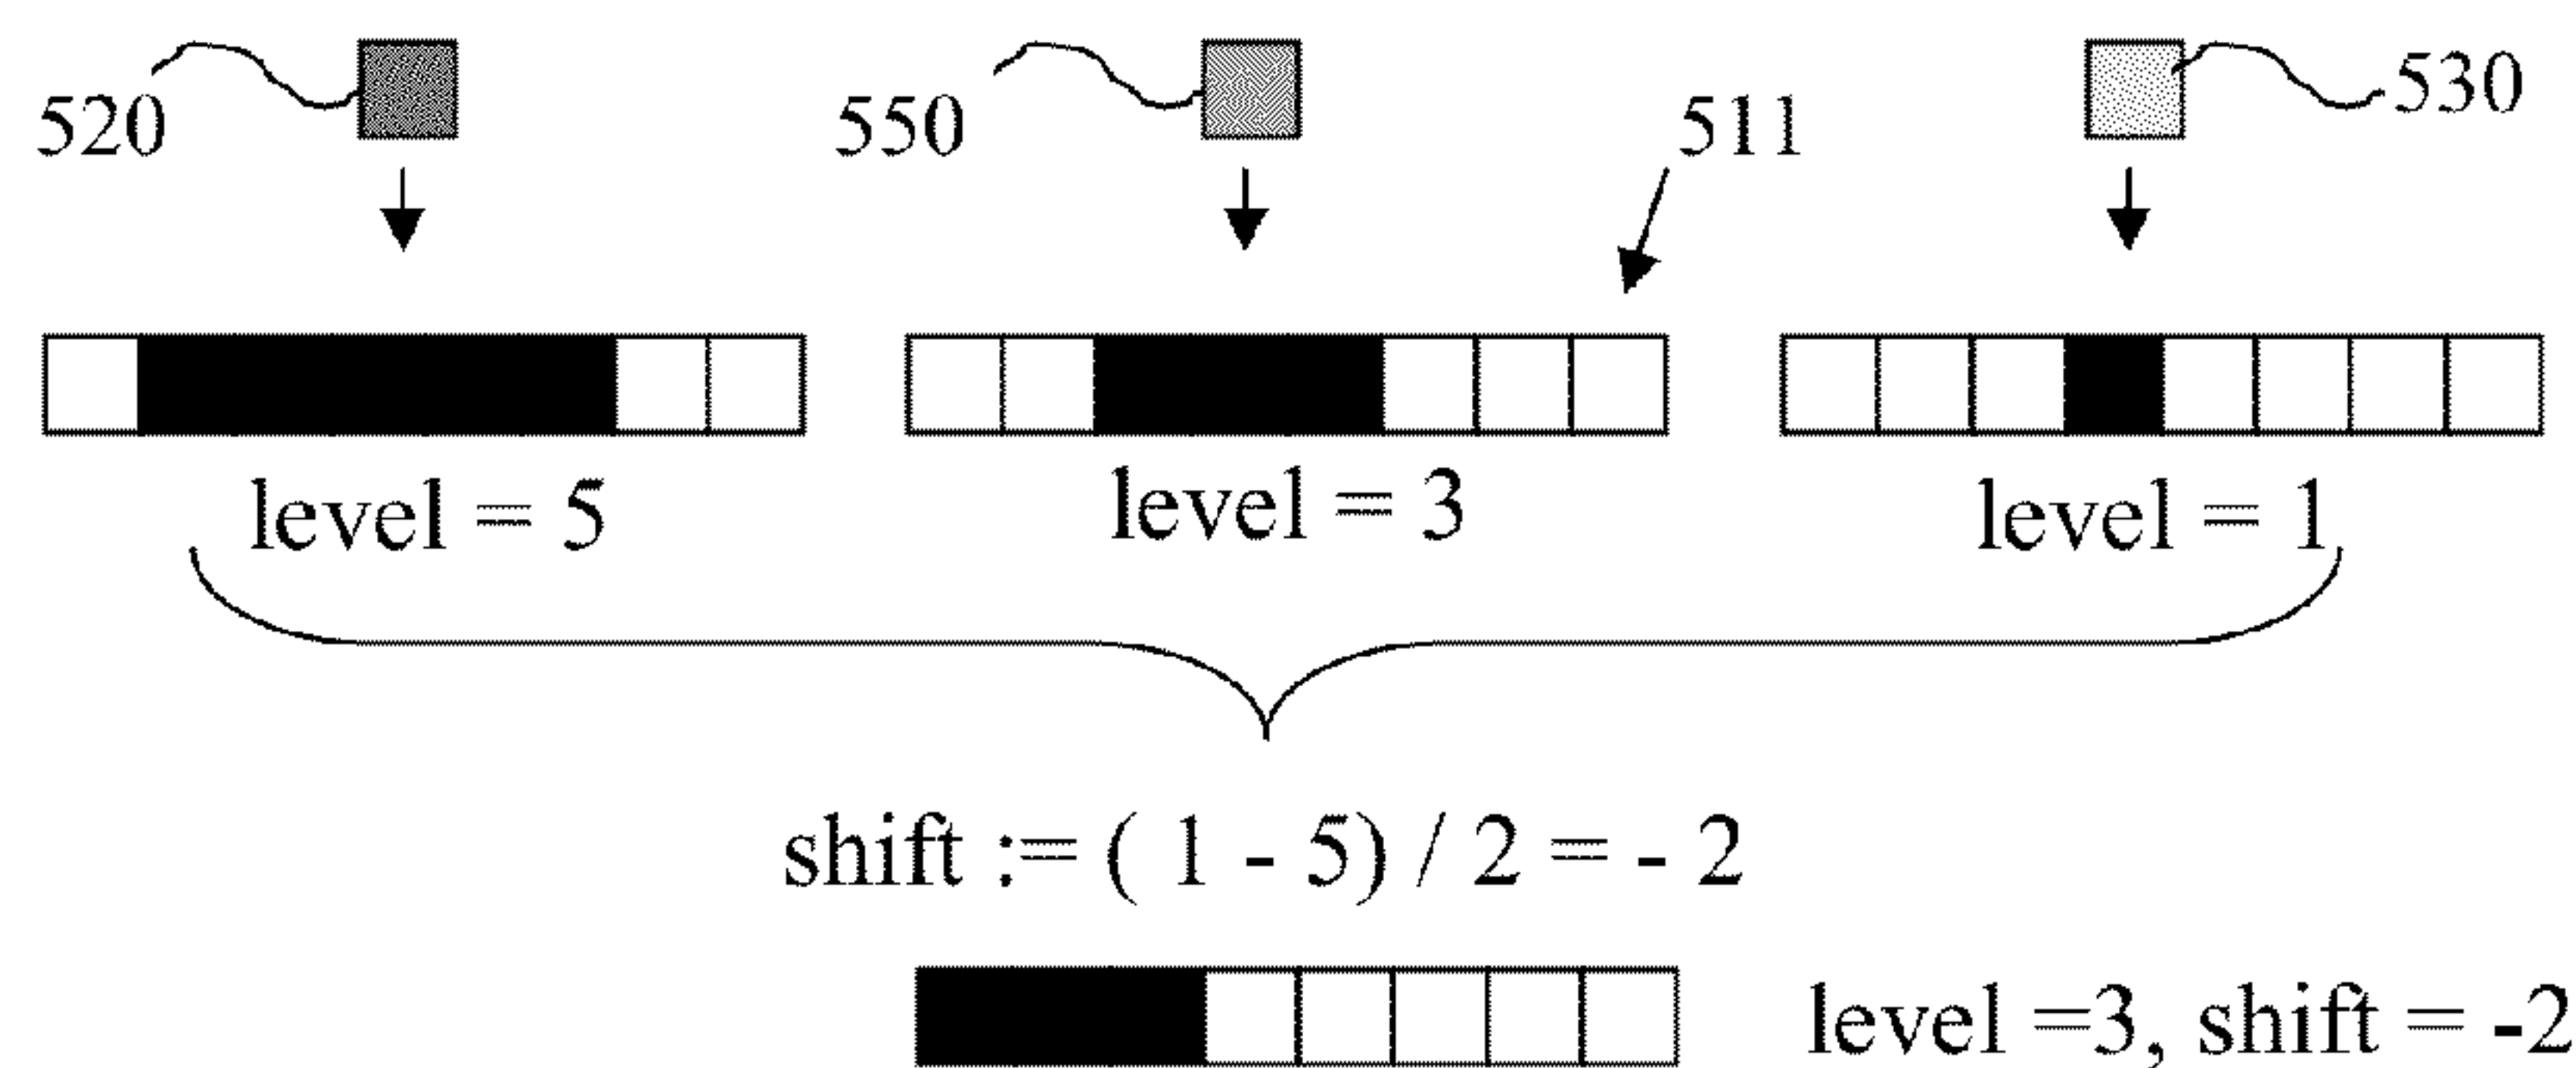 520
550
511
530
level = 5
level = 3
level = 1
shift := ( 1 - 5) / 2 = - 2
level =3, shift = -2